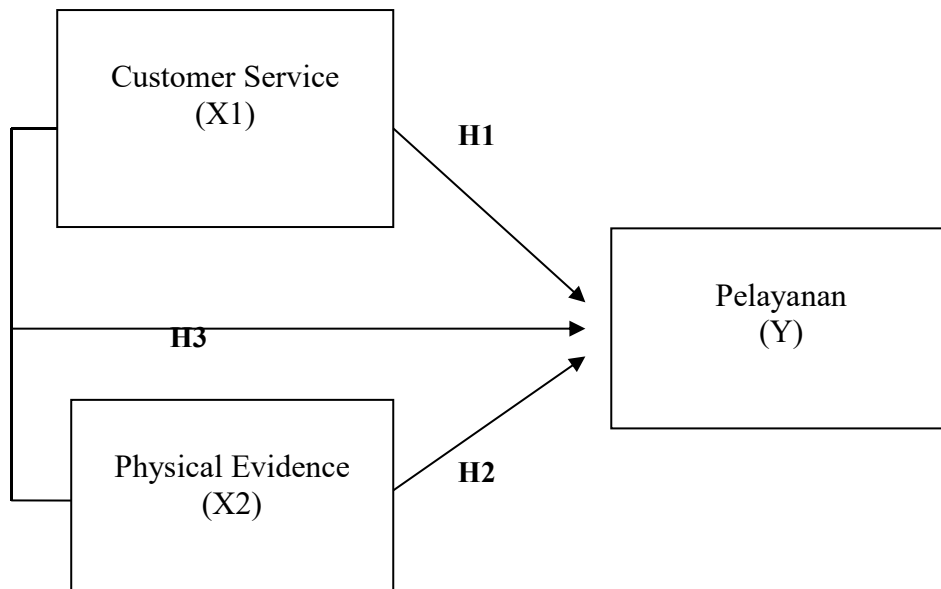 Customer Service
(X1)
H1
Pelayanan
(Y)
H3
Physical Evidence
(X2)
H2